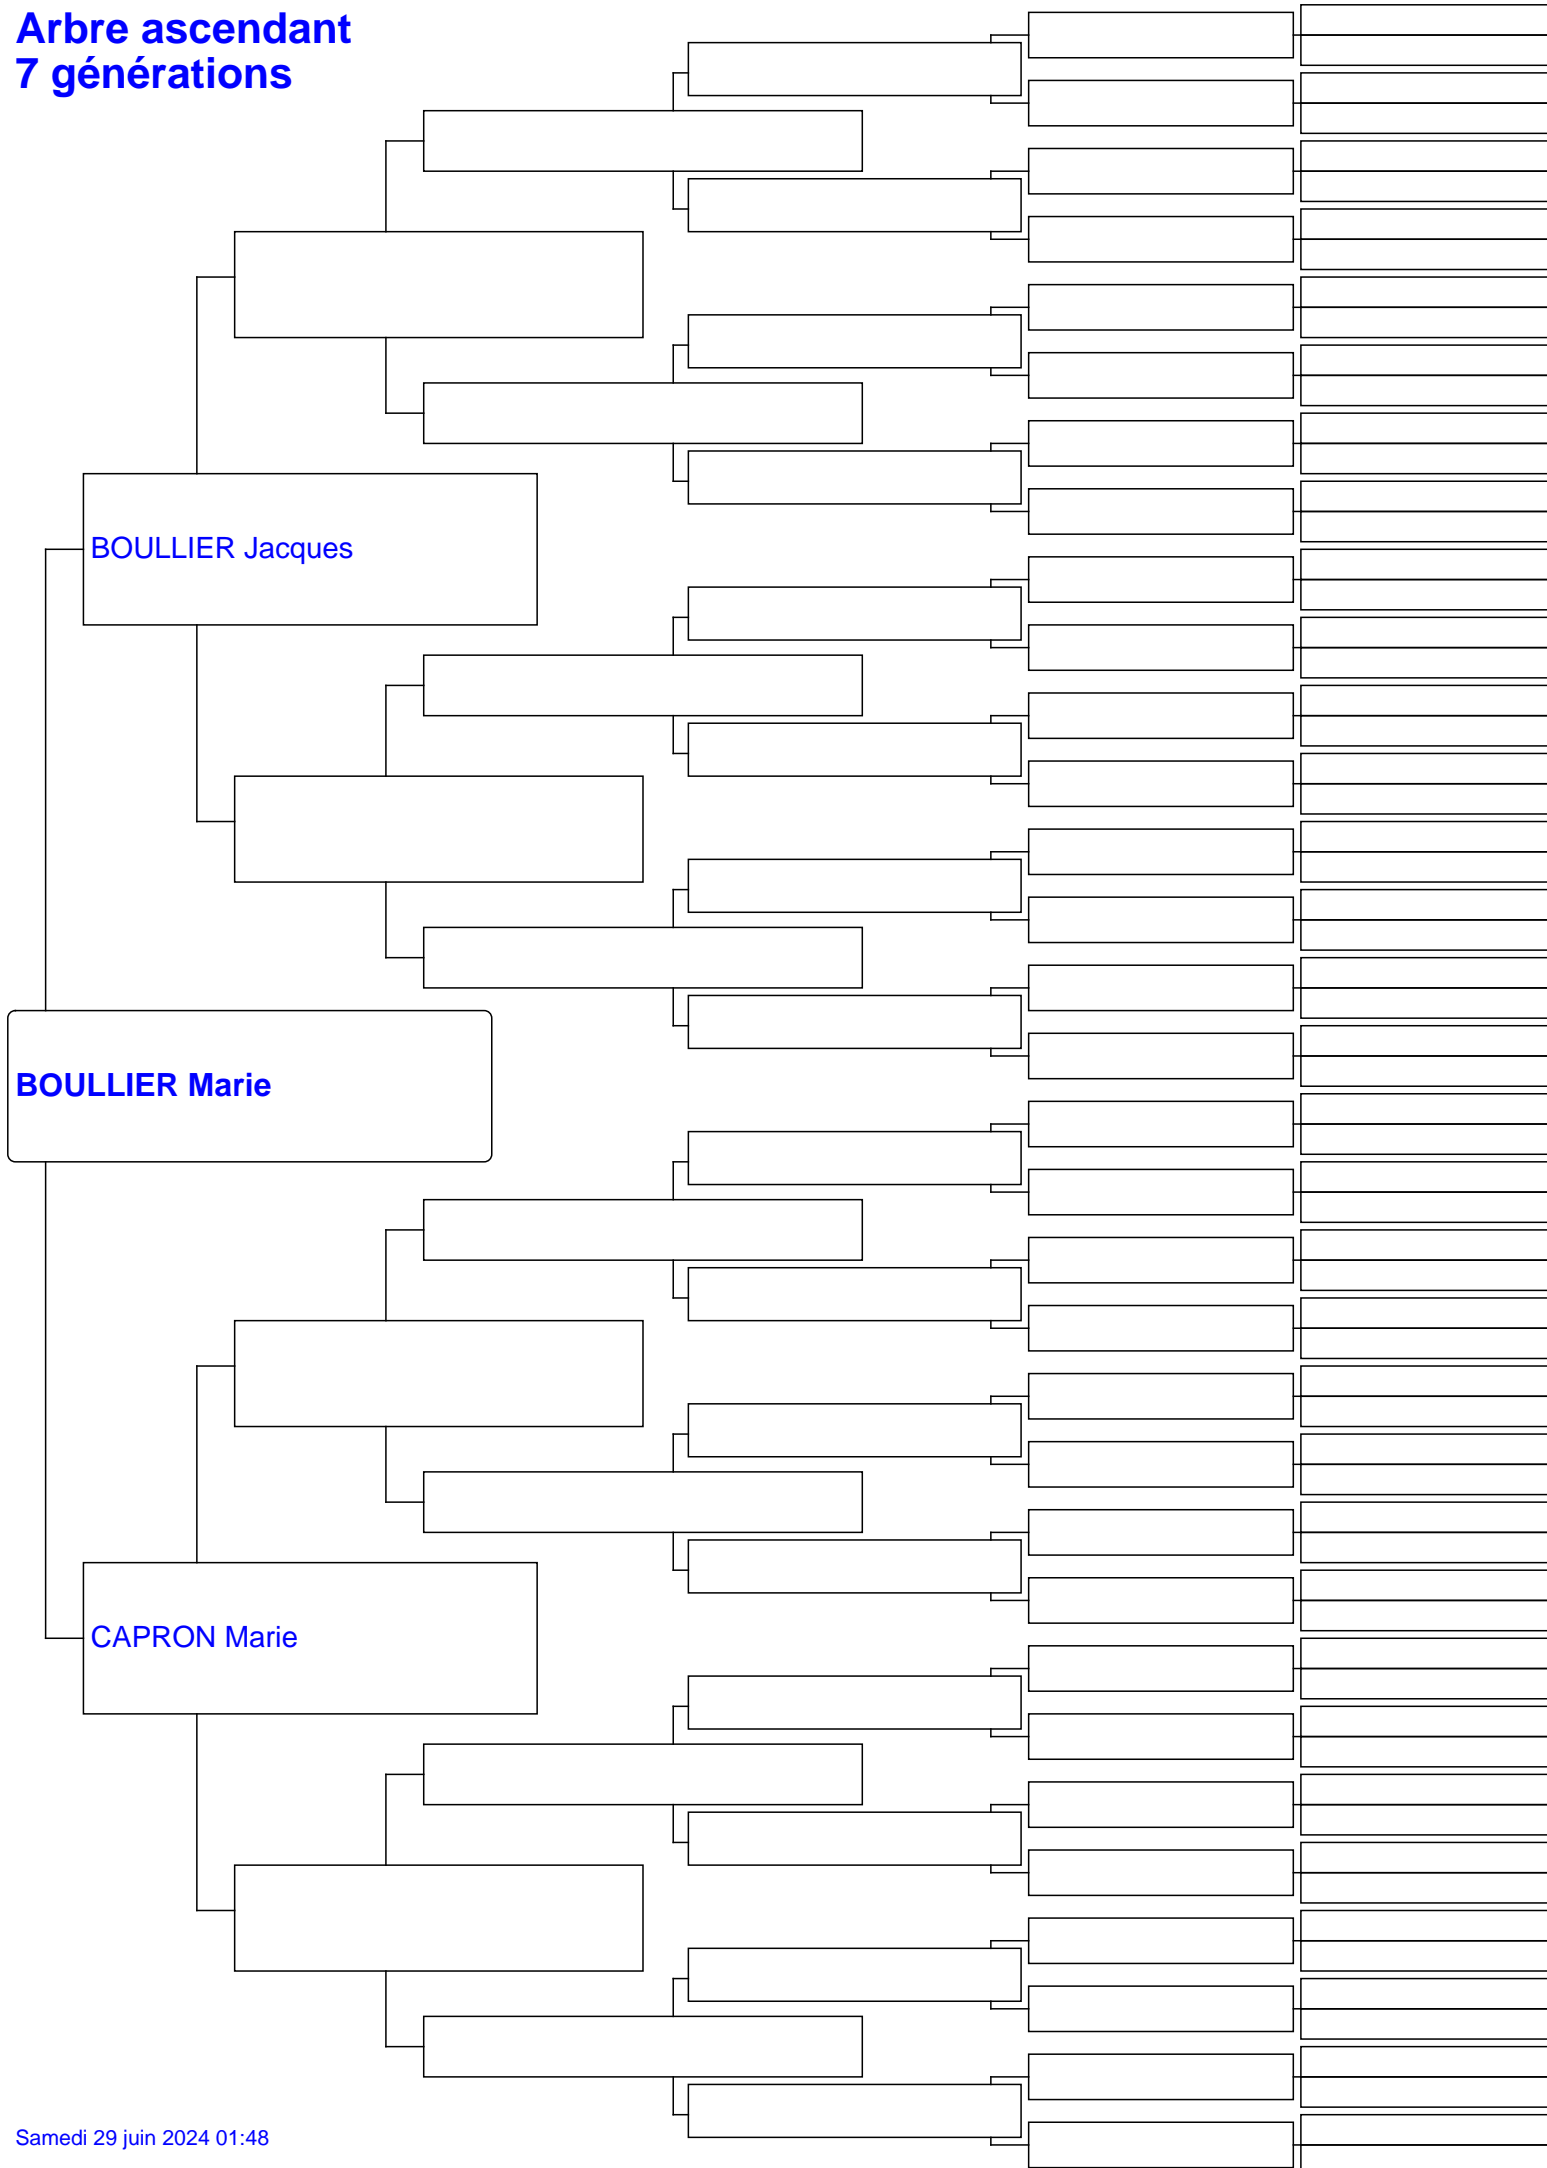 Arbre ascendant
7 générations
BOULLIER Jacques
BOULLIER Marie
CAPRON Marie
Samedi 29 juin 2024 01:48